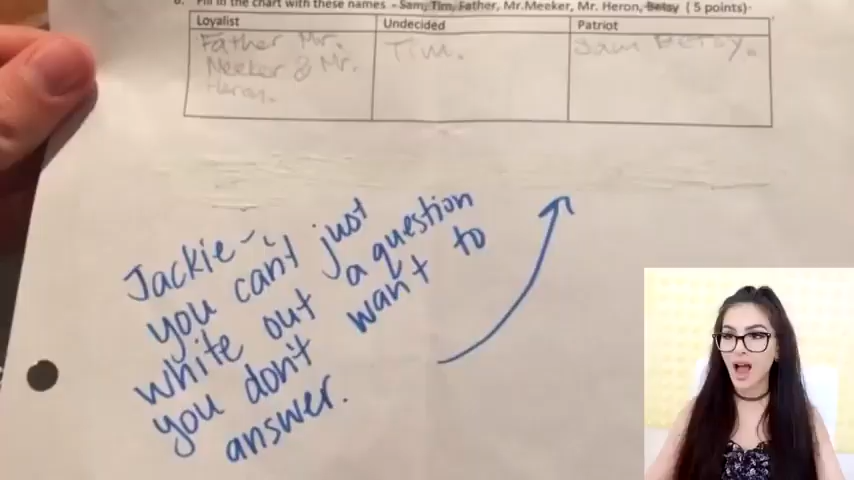 Fill in the chart with these names - Sam, Tim, Father, Mr.Meeker, Mr. Heron, Betsy ( 5 points)
Loyalist Undecided Patriot
Father Mr. Tim. Sam Betsy.
Meeker & Mr.
Heron.
Jackie-
you can't just
white out a question
you don't want to
answer.